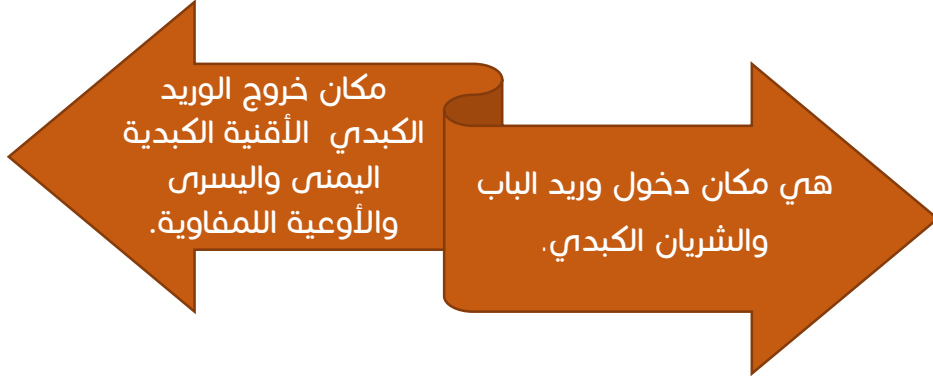 هي مكان دخول وريد الباب
والشريان الكبدي.
مكان خروج الوريد
الكبدي الأقنية الكبدية
اليمنى واليسرى
والأوعية اللمفاوية.